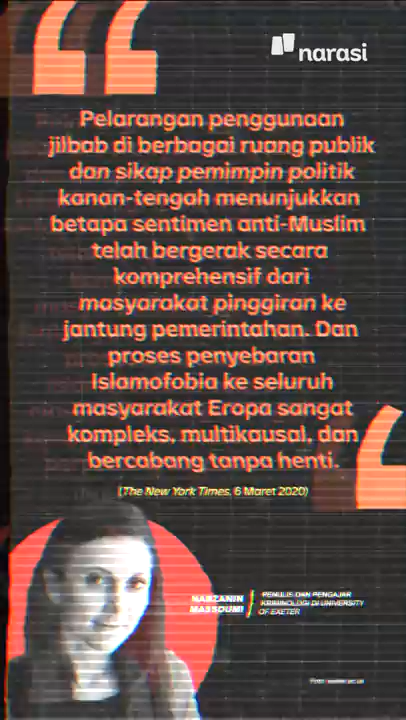 narasi
Pelarangan penggunaan
jilbab di berbagai ruang publik
dan sikap pemimpin politik
kanan-tengah menunjukkan
betapa sentimen anti-Muslim
telah bergerak secara
komprehensif dari
masyarakat pinggiran ke
jantung pemerintahan. Dan
proses penyebaran
Islamofobia ke seluruh
masyarakat Eropa sangat
kompleks, multikausal, dan
bercabang tanpa henti.
(The New York Times, 6 Maret 2020)
NARZANIN
MASSOUMI
PENULIS DAN PENGAJAR
KRIMINOLOGI DI UNIVERSITY
OF EXETER